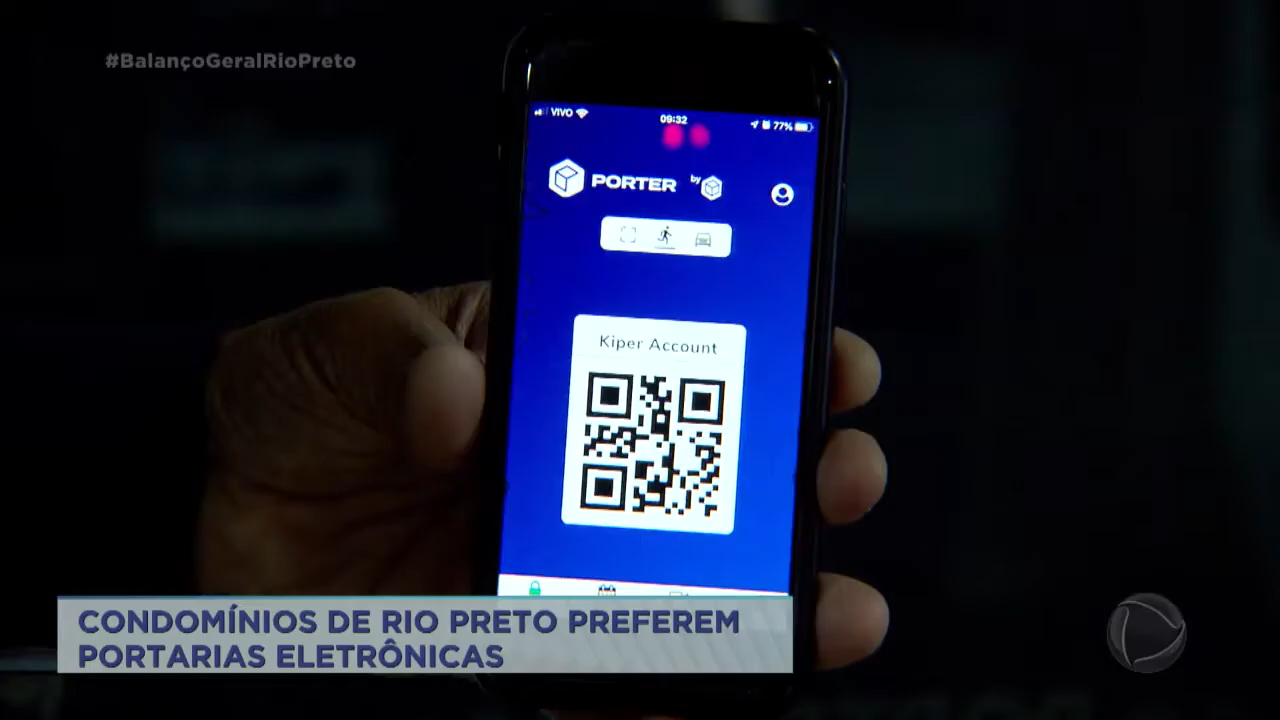 #BalançoGeralRioPreto
VIVO 09:32 77%
PORTER by
Kiper Account
CONDOMÍNIOS DE RIO PRETO PREFEREM
PORTARIAS ELETRÔNICAS